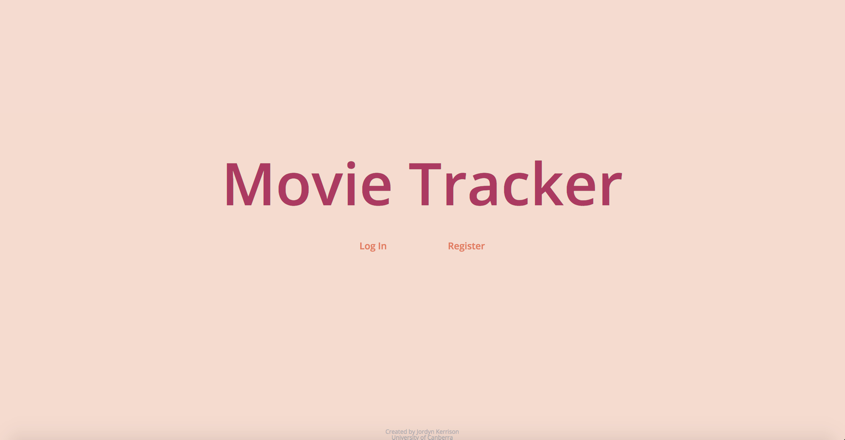 Movie Tracker
Log In Register
Created by Jordyn Kerrison
University of Canberra